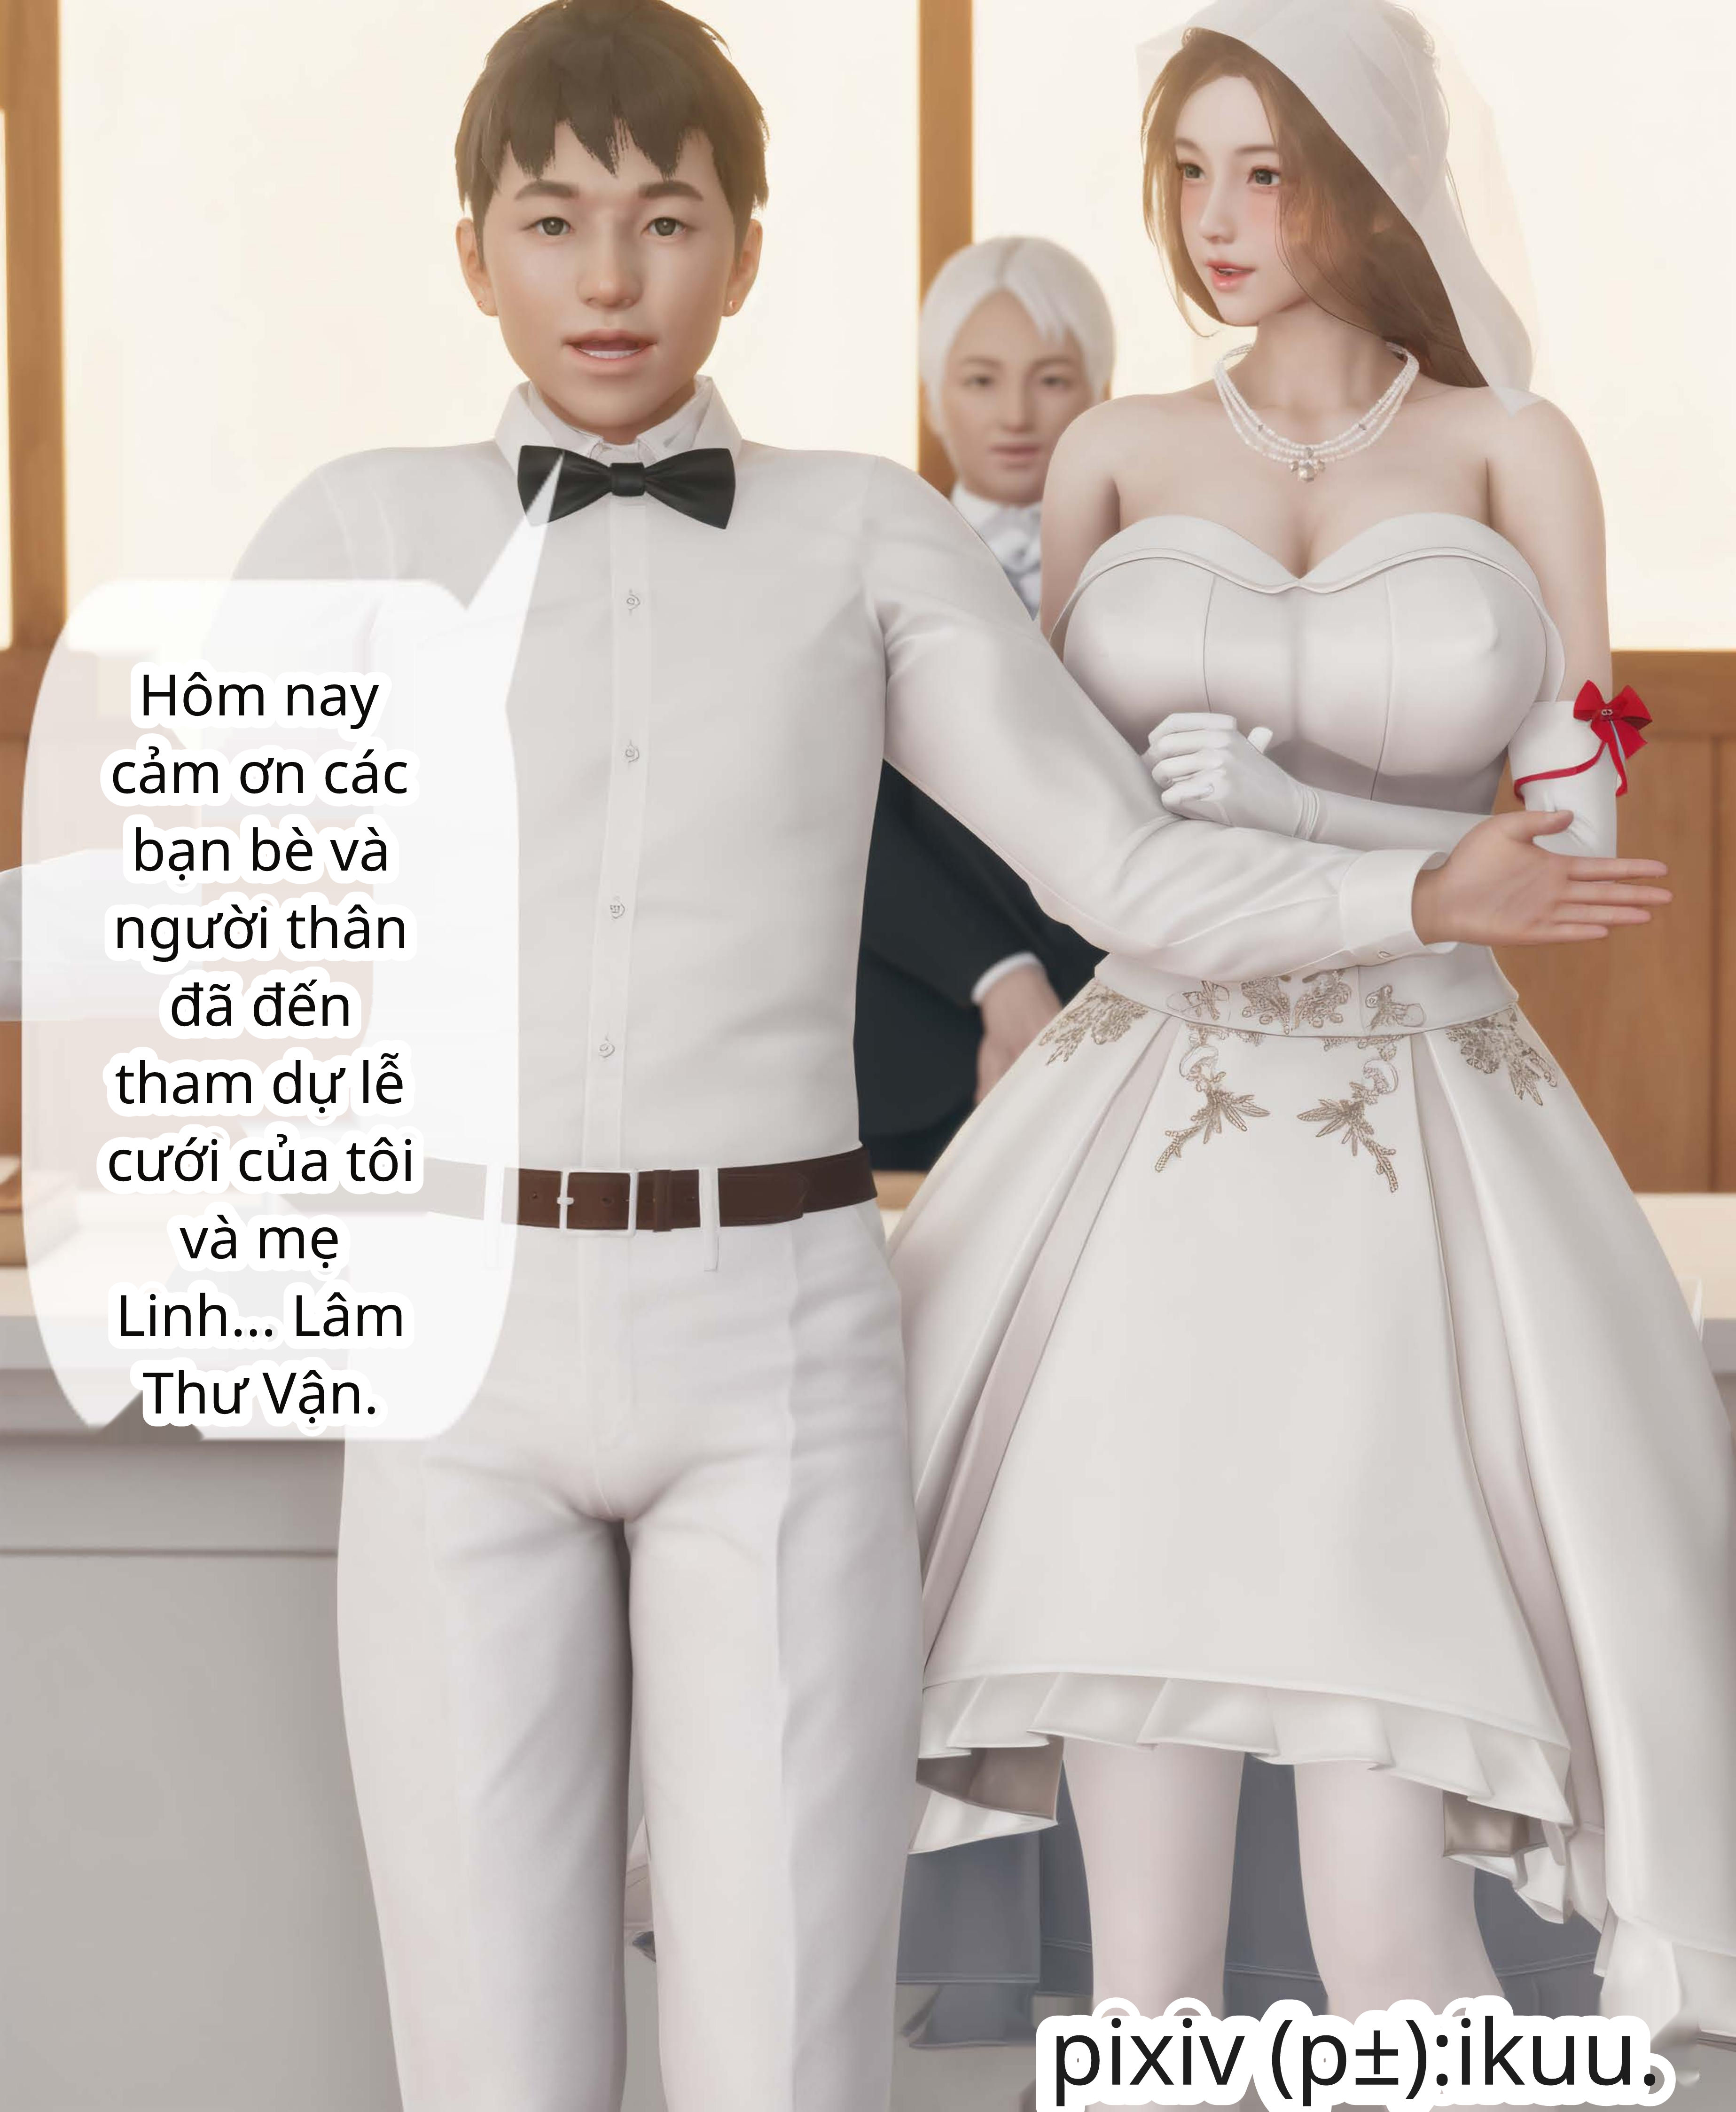 Hôm nay
cảm ơn các
bạn bè và
người thân
đã đến
tham dự lễ
cưới của tôi
và mẹ
Linh... Lâm
Thư Vận.
pixiv (p±):ikuu.